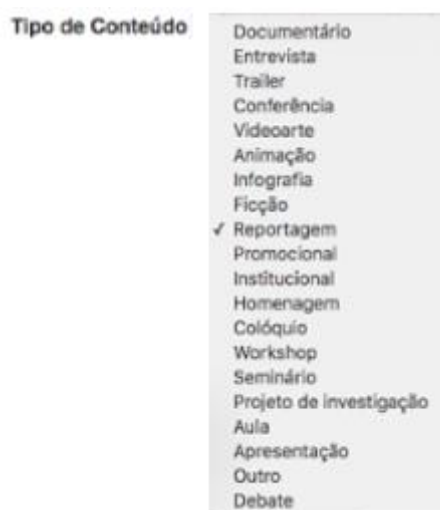 Tipo de Conteúdo
Documentário
Entrevista
Trailer
Conferência
Videoarte
Animação
Infografia
Ficção
✓ Reportagem
Promocional
Institucional
Homenagem
Colóquio
Workshop
Seminário
Projeto de investigação
Aula
Apresentação
Outro
Debate